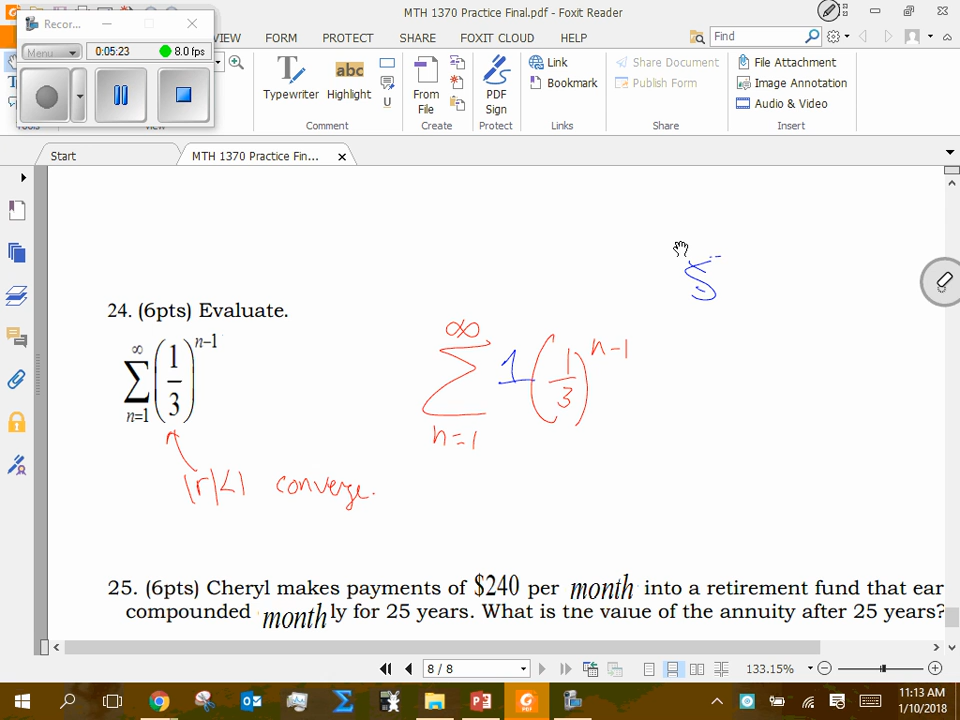 MTH 1370 Practice Final.pdf - Foxit Reader
Recor...
Menu
0:05:23
8.0 fps
VIEW FORM PROTECT SHARE FOXIT CLOUD HELP
Find
Typewriter
Highlight
From File
PDF Sign
Link
Bookmark
Share Document
Publish Form
File Attachment
Image Annotation
Audio & Video
Comment Create Protect Links Share Insert
Start
MTH 1370 Practice Fin...
S
24. (6pts) Evaluate.
∞ ∑ n=1 (1/3)^n−1
∞ ∑ n=1 1 (1/3)^n-1
|r|<1 converge.
25. (6pts) Cheryl makes payments of $240 per month into a retirement fund that ear
compounded monthly for 25 years. What is the value of the annuity after 25 years?
8 / 8
133.15%
11:13 AM
1/10/2018